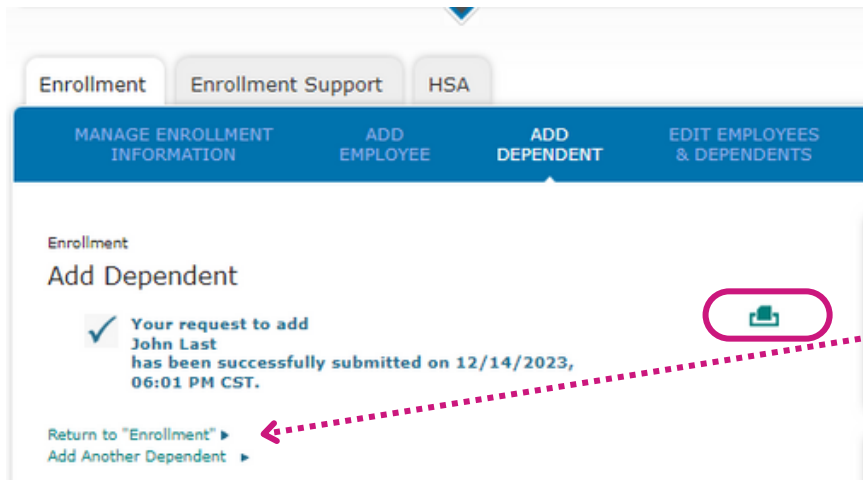 Enrollment Enrollment Support HSA
MANAGE ENROLLMENT ADD ADD EDIT EMPLOYEES
INFORMATION EMPLOYEE DEPENDENT & DEPENDENTS
Enrollment
Add Dependent
Your request to add
John Last
has been successfully submitted on 12/14/2023,
06:01 PM CST.
Return to "Enrollment"
Add Another Dependent